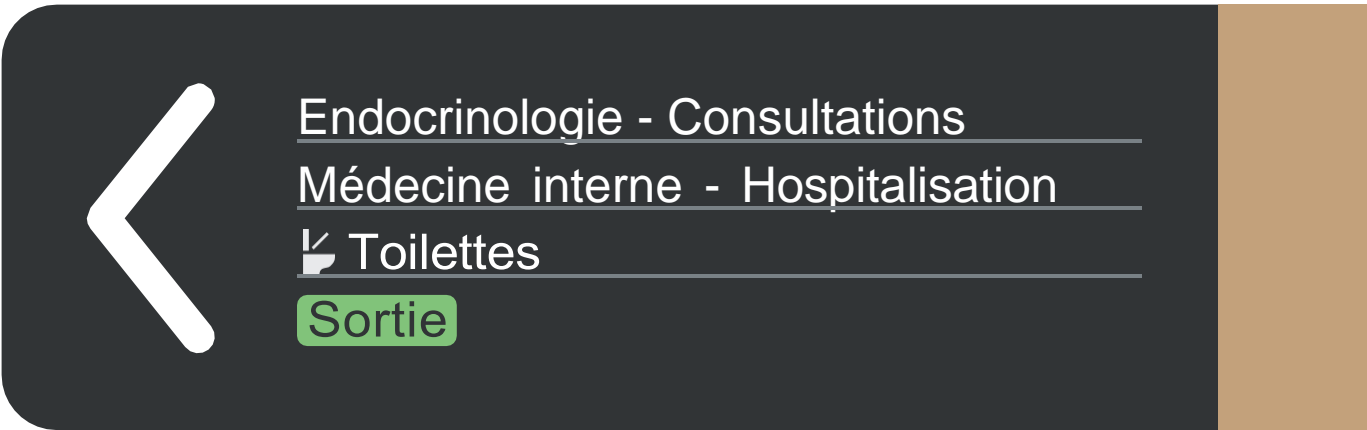 Endocrinologie - Consultations
Médecine interne - Hospitalisation
Toilettes
Sortie